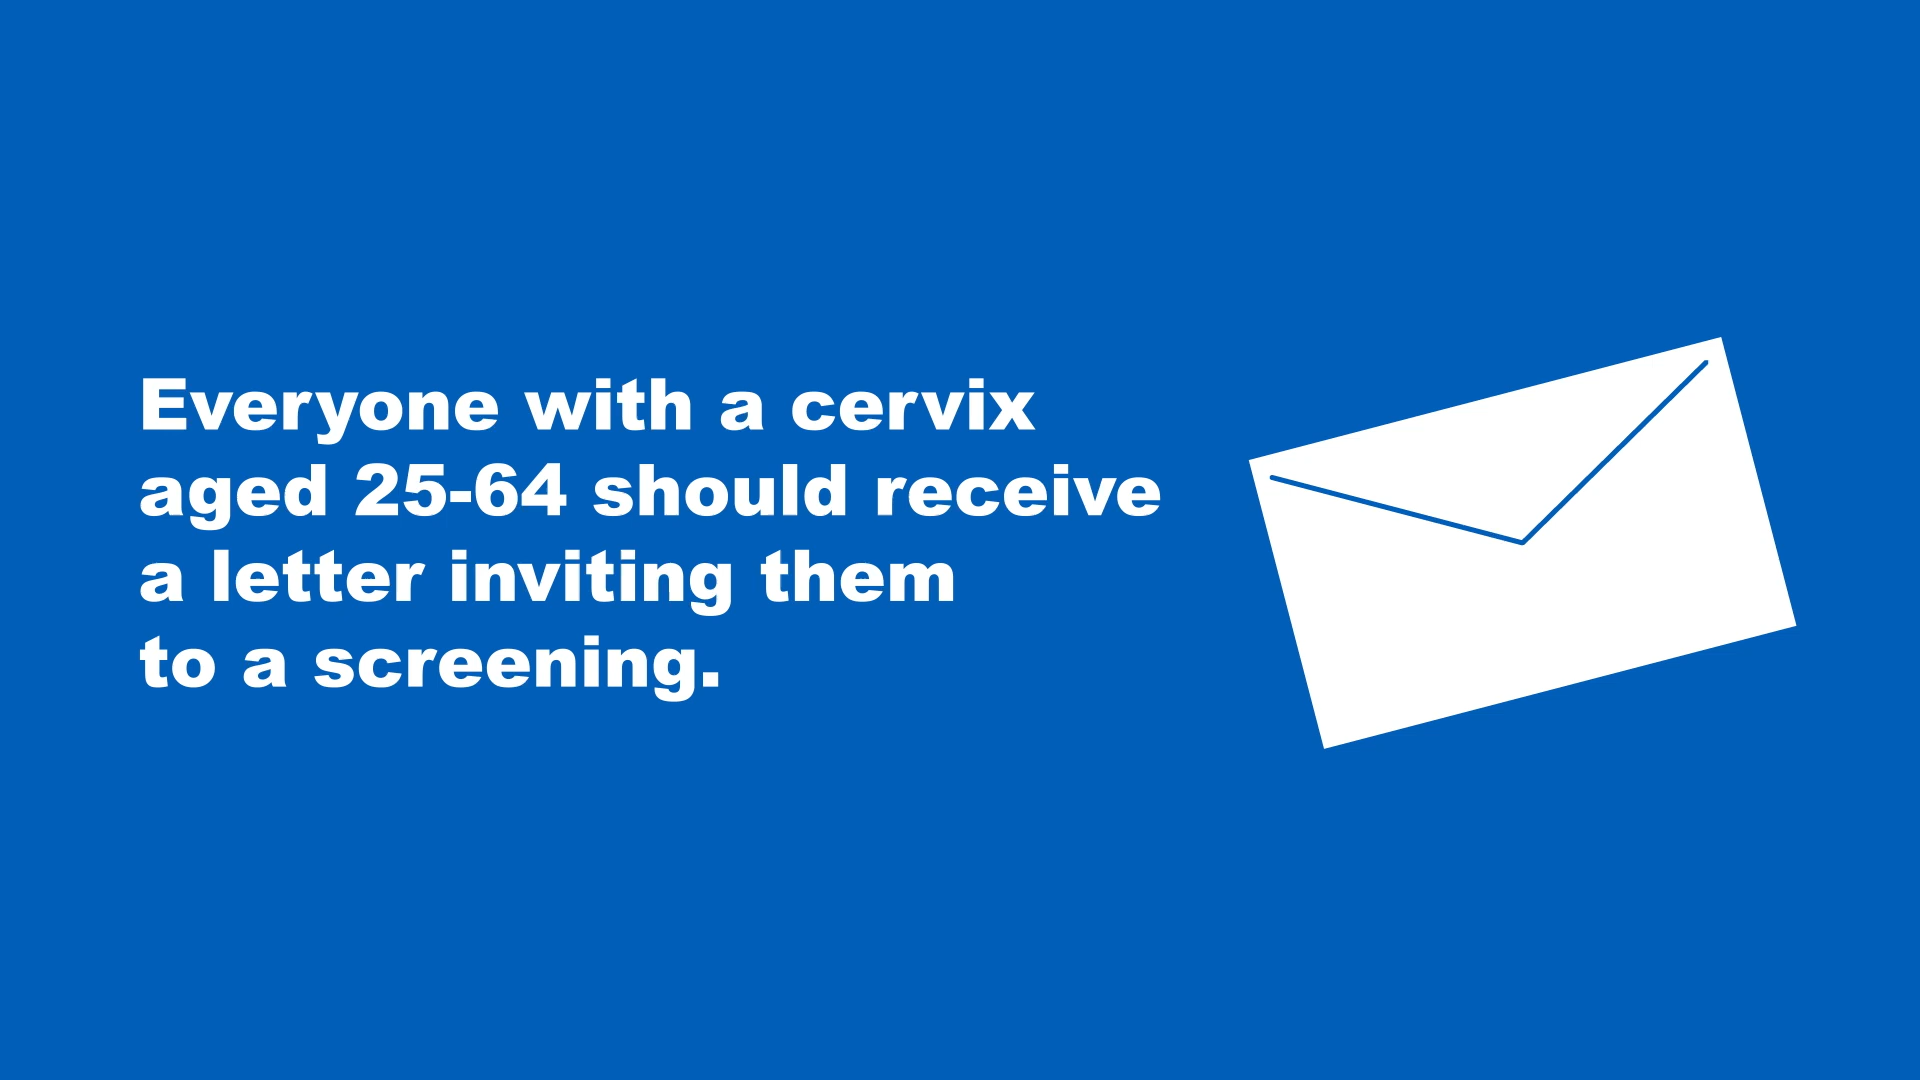 Everyone with a cervix
aged 25-64 should receive
a letter inviting them
to a screening.